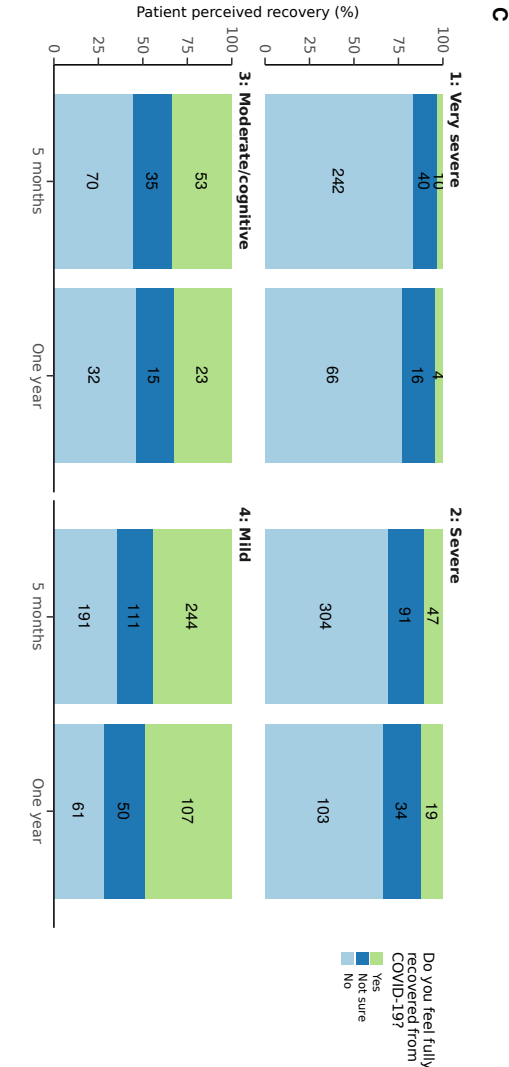 C
Patient perceived recovery (%)
1: Very severe
2: Severe
100
75
50
25
0
10
40
242
4
16
66
47
91
304
19
34
103
3: Moderate/cognitive
4: Mild
100
75
50
25
0
53
35
70
23
15
32
244
111
191
107
50
61
5 months
One year
5 months
One year
Do you feel fully
recovered from
COVID-19?
Yes
Not sure
No